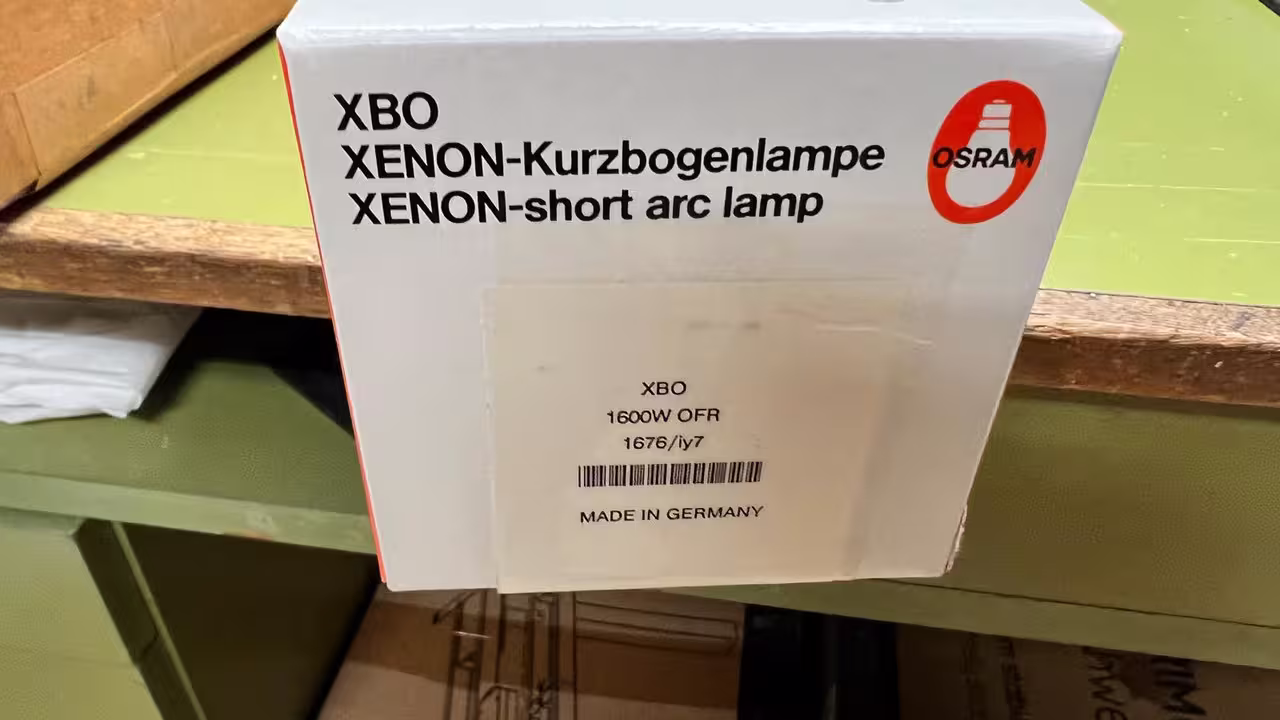 XBO
XENON-Kurzbogenlampe
XENON-short arc lamp
OSRAM
XBO
1600W OFR
1676/iy7
MADE IN GERMANY